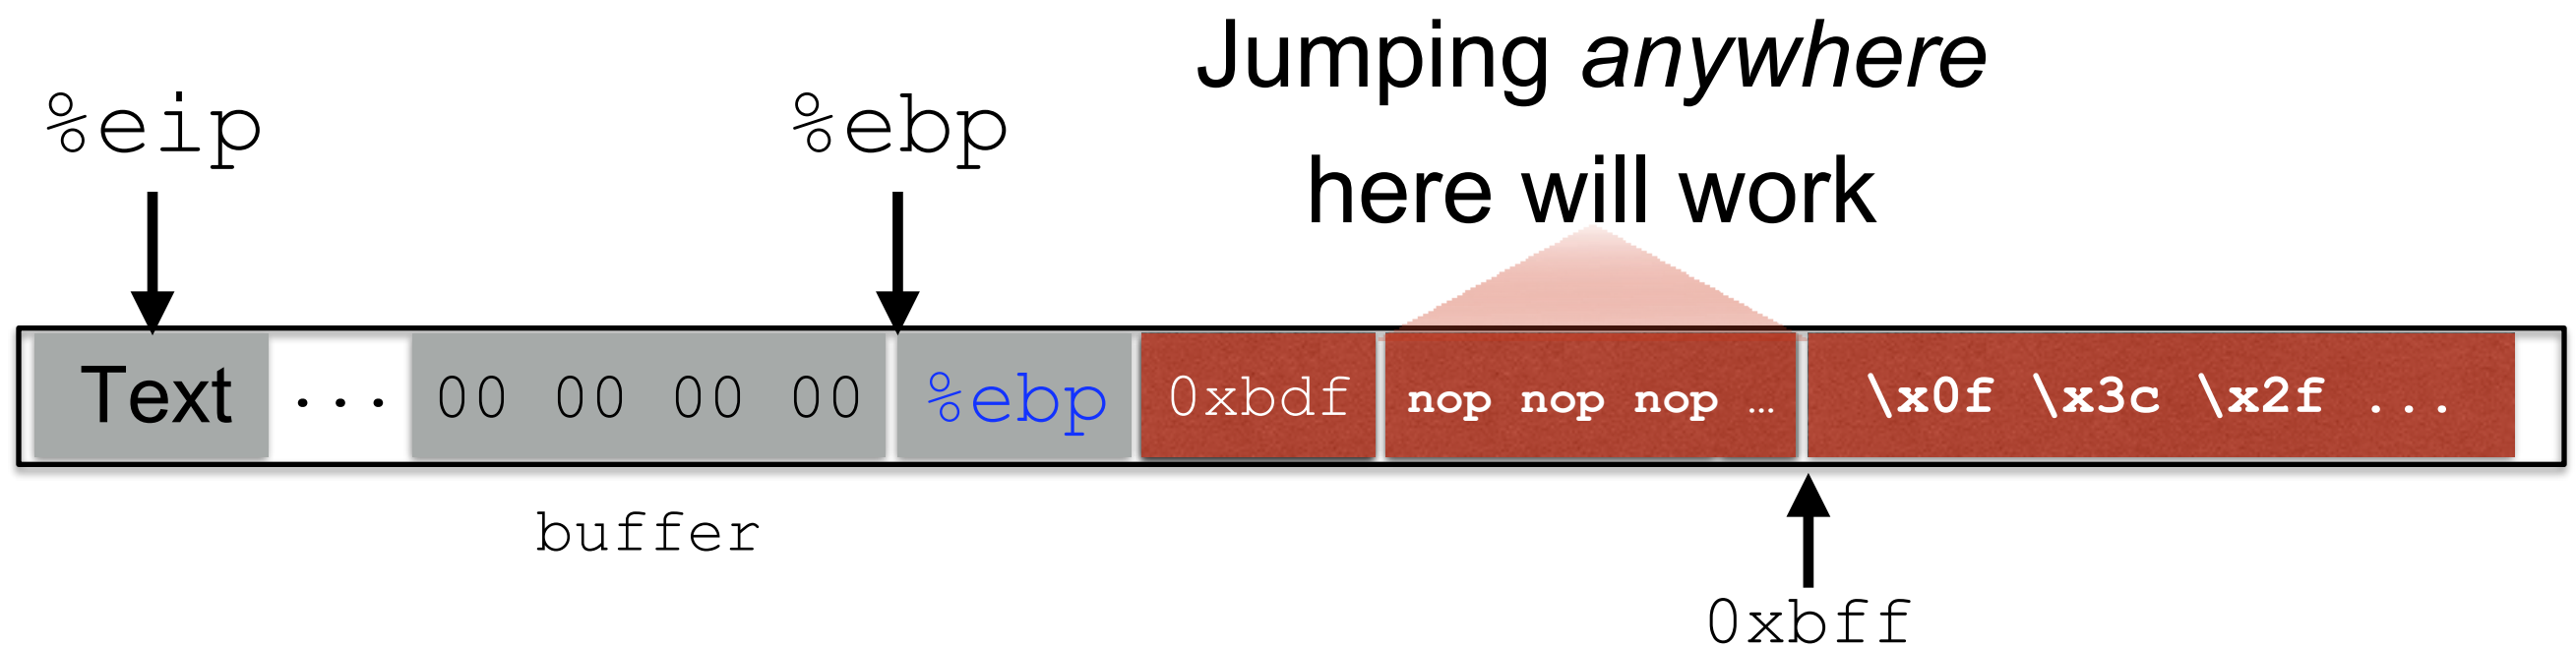 Jumping anywhere
%eip %ebp
here will work
Text ... 00 00 00 00 %ebp 0xbdf nop nop nop … \x0f \x3c \x2f ...
buffer
0xbff